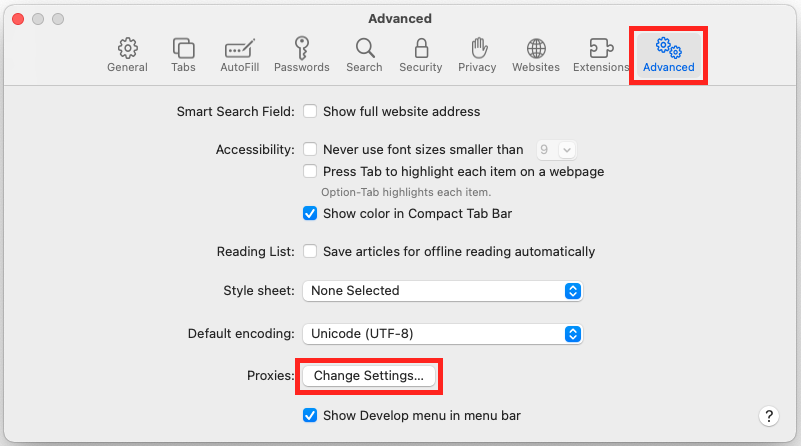 Advanced
General Tabs AutoFill Passwords Search Security Privacy Websites Extensions Advanced
Smart Search Field: Show full website address
Accessibility: Never use font sizes smaller than 9
Press Tab to highlight each item on a webpage
Option-Tab highlights each item.
Show color in Compact Tab Bar
Reading List: Save articles for offline reading automatically
Style sheet: None Selected
Default encoding: Unicode (UTF-8)
Proxies: Change Settings...
Show Develop menu in menu bar
?